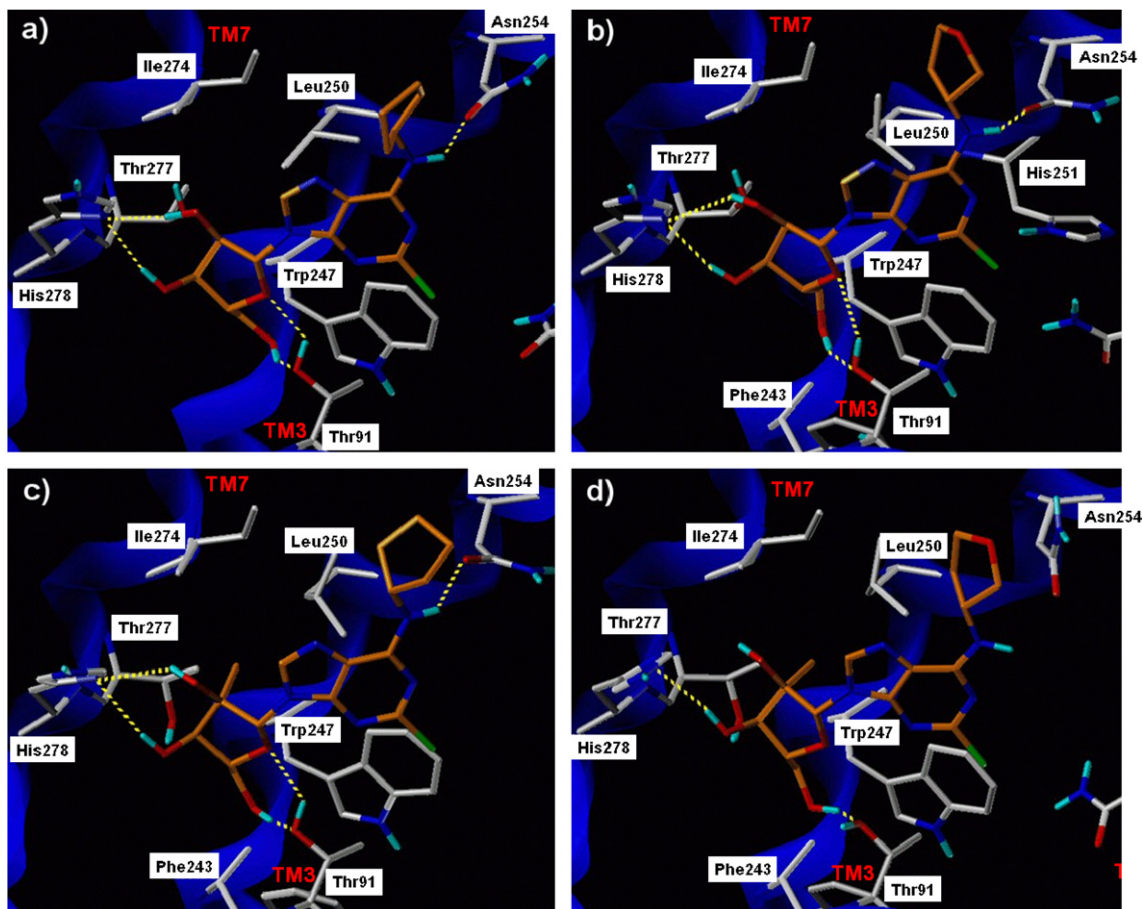 a)
TM7
Asn254
Ile274
Leu250
Thr277
His278
Trp247
TM3
Thr91
b)
TM7
Asn254
Ile274
Leu250
Thr277
His251
His278
Trp247
Phe243
TM3
Thr91
c)
TM7
Asn254
Ile274
Leu250
Thr277
His278
Trp247
Phe243
TM3
Thr91
d)
TM7
Asn254
Ile274
Leu250
Thr277
His278
Trp247
Phe243
TM3
Thr91